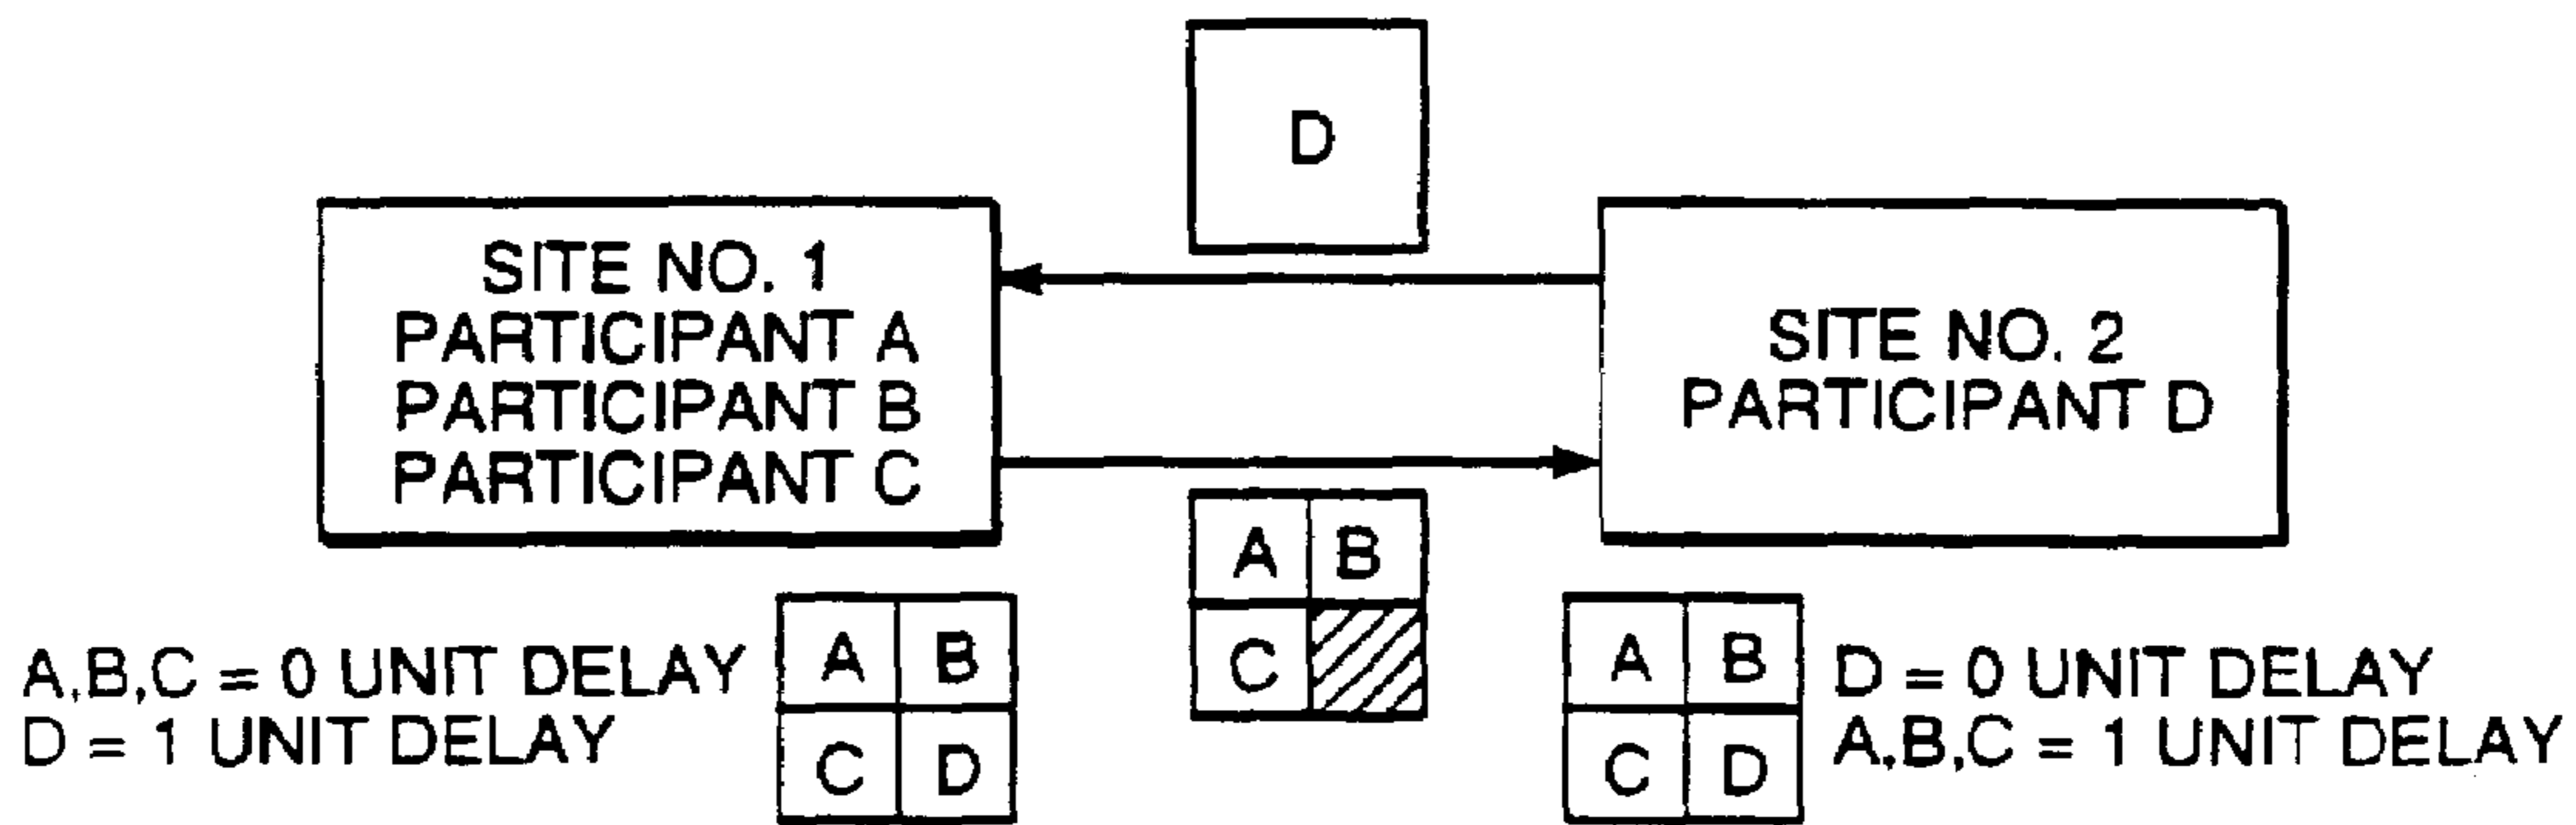 D
SITE NO. 1
PARTICIPANT A
PARTICIPANT B
PARTICIPANT C
SITE NO. 2
PARTICIPANT D
A B
C
A,B,C = 0 UNIT DELAY
D = 1 UNIT DELAY
A B
C D
A B
C D
D = 0 UNIT DELAY
A,B,C = 1 UNIT DELAY